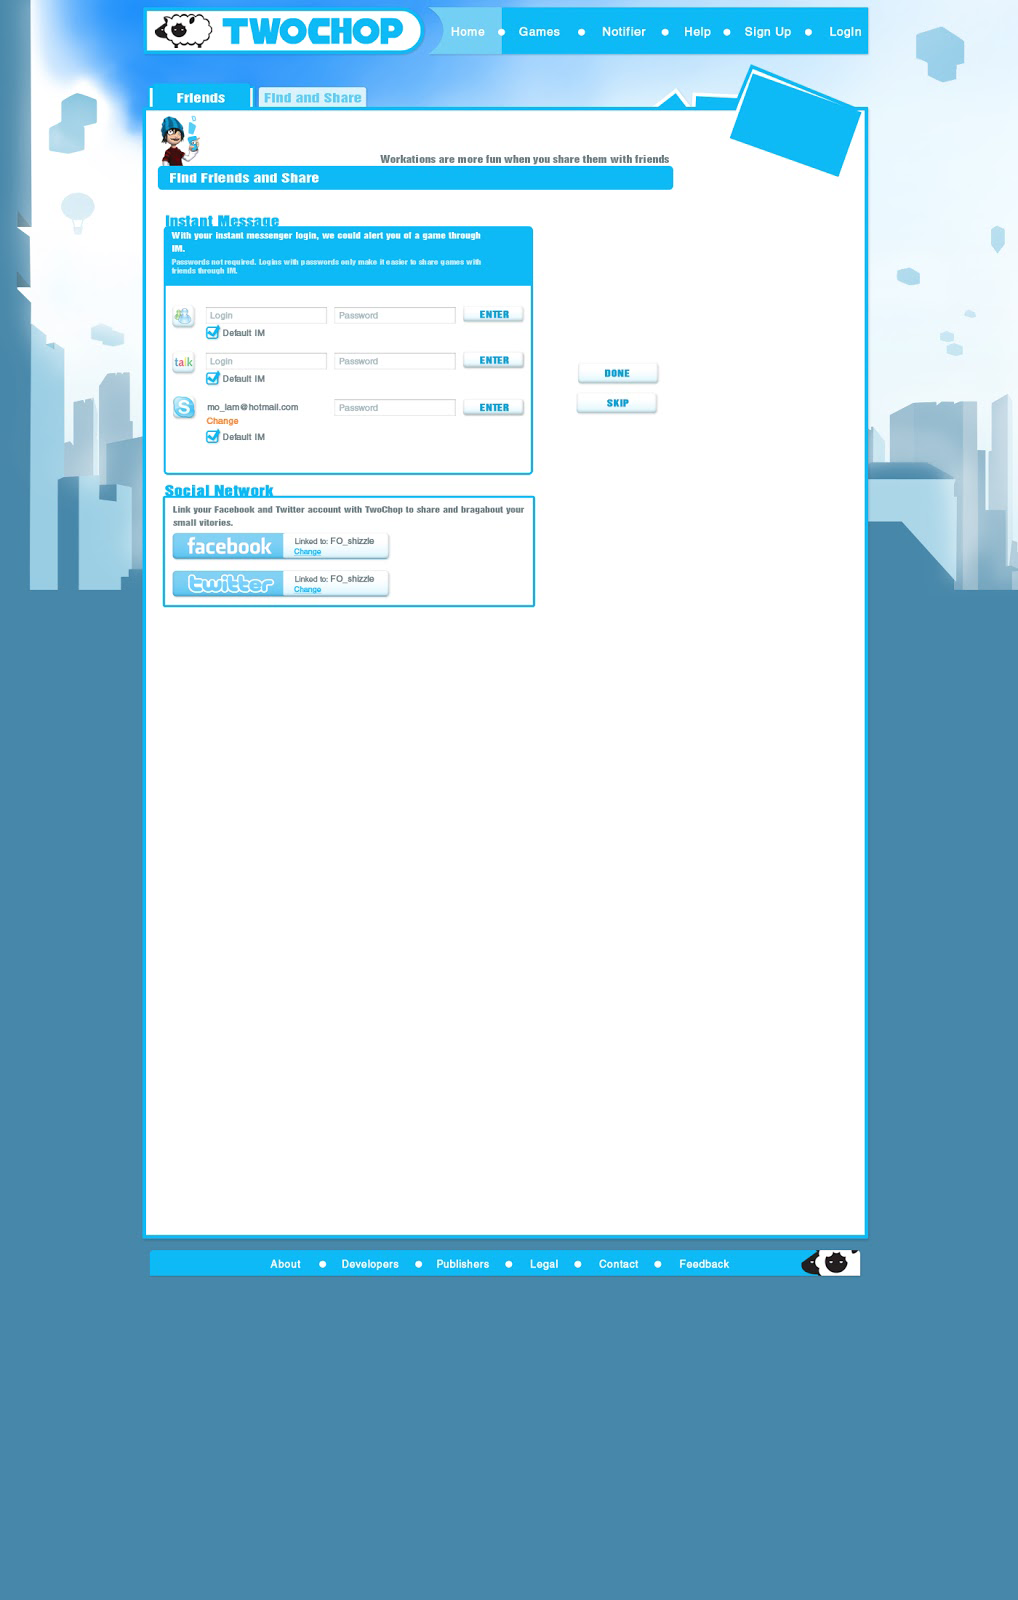 TWOCHOP
Home Games Notifier Help Sign Up Login
Friends Find and Share
Workations are more fun when you share them with friends
Find Friends and Share
Instant Message
With your instant messenger login, we could alert you of a game through
IM.
Passwords not required. Logins with passwords only make it easier to share games with
friends through IM.
Login Password ENTER
Default IM
talk Login Password ENTER
Default IM
S mo_lam@hotmail.com Password ENTER
Change
Default IM
DONE
SKIP
Social Network
Link your Facebook and Twitter account with TwoChop to share and bragabout your
small vitories.
facebook Linked to: FO_shizzle
Change
twitter Linked to: FO_shizzle
Change
About Developers Publishers Legal Contact Feedback